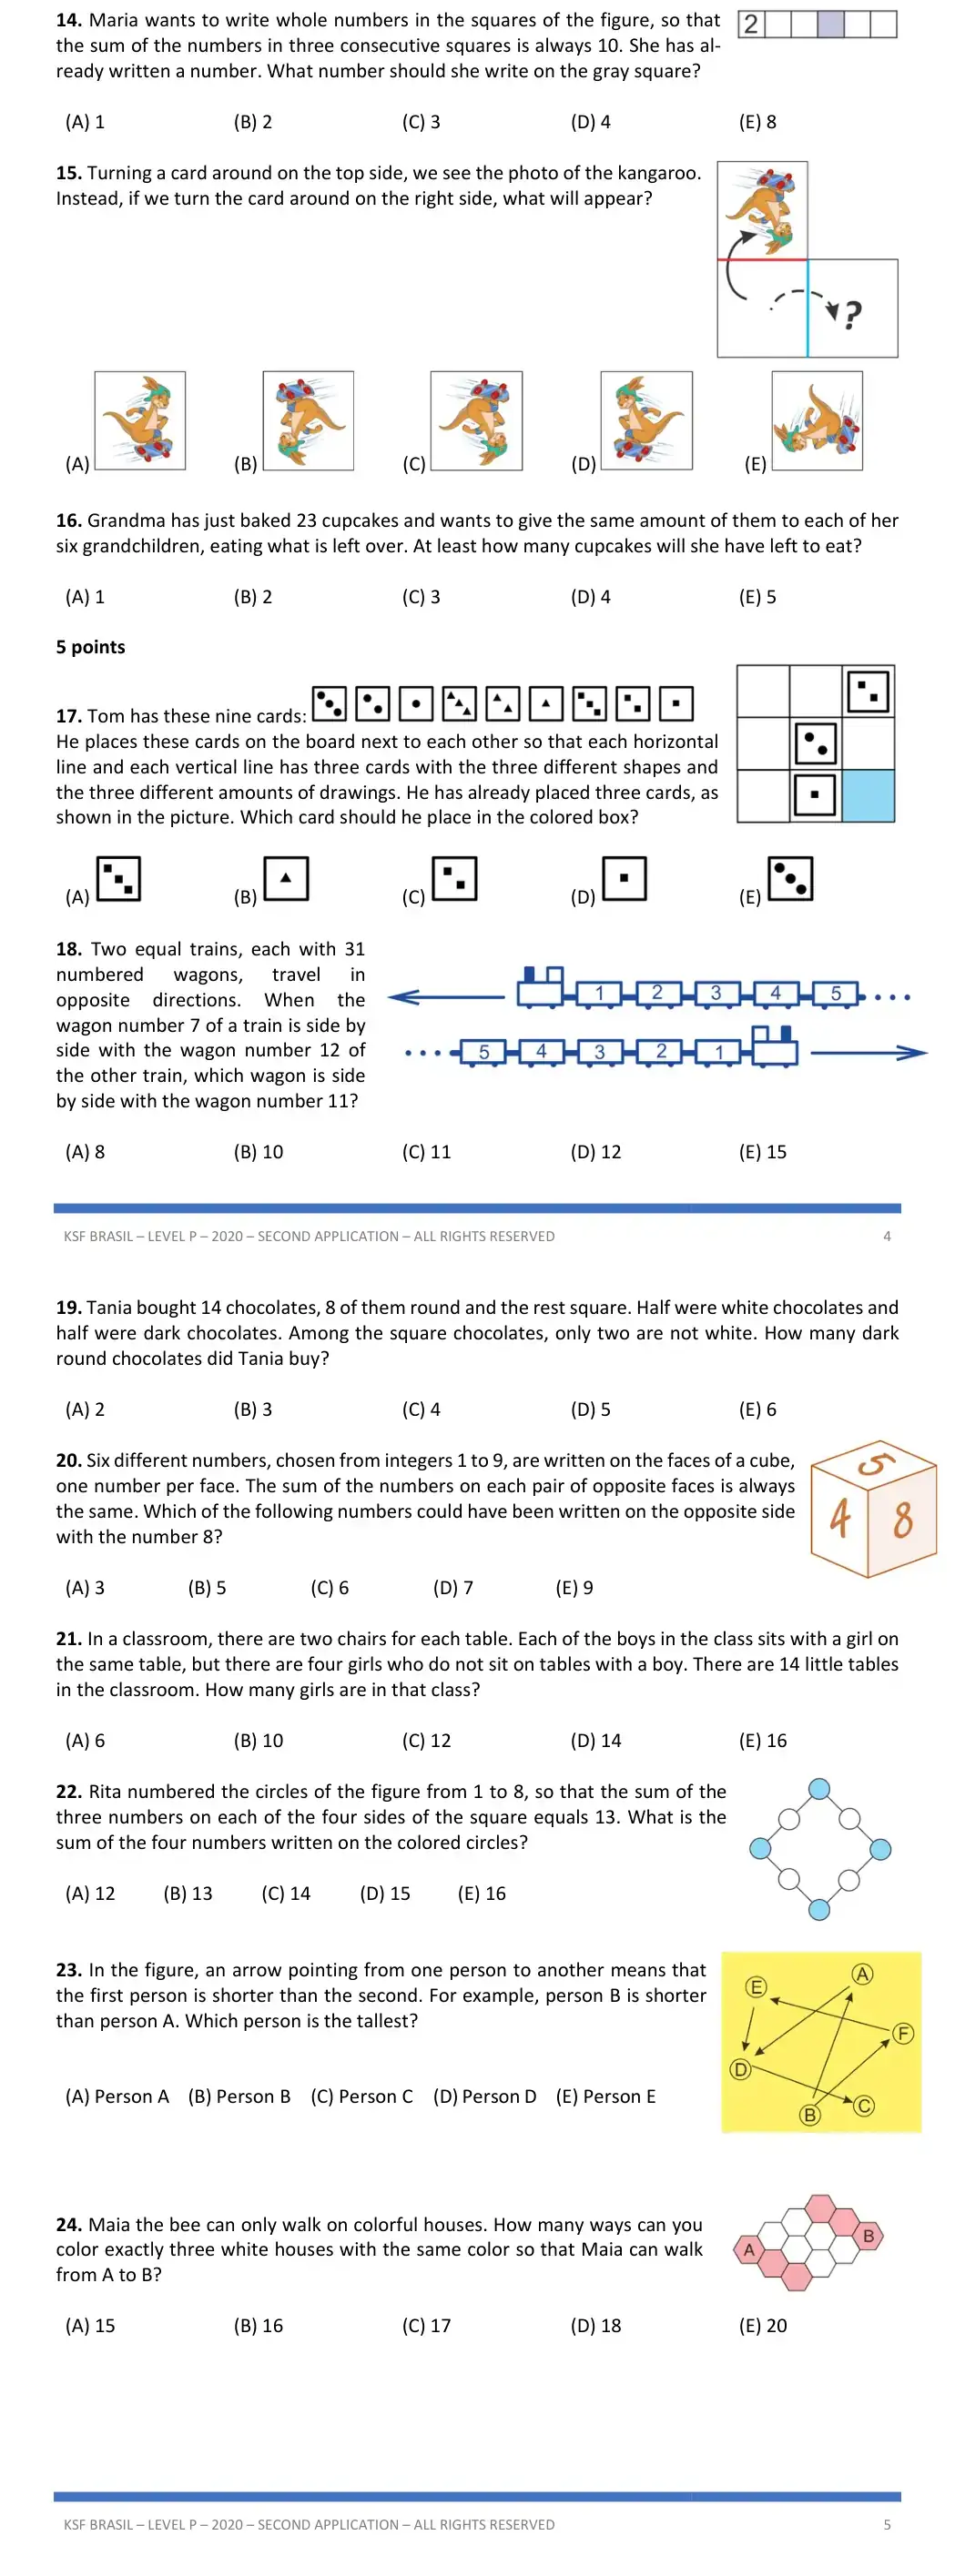 14. Maria wants to write whole numbers in the squares of the figure, so that
the sum of the numbers in three consecutive squares is always 10. She has al-
ready written a number. What number should she write on the gray square?
2
(A) 1 (B) 2 (C) 3 (D) 4 (E) 8
15. Turning a card around on the top side, we see the photo of the kangaroo.
Instead, if we turn the card around on the right side, what will appear?
?
(A) (B) (C) (D) (E)
16. Grandma has just baked 23 cupcakes and wants to give the same amount of them to each of her
six grandchildren, eating what is left over. At least how many cupcakes will she have left to eat?
(A) 1 (B) 2 (C) 3 (D) 4 (E) 5
5 points
17. Tom has these nine cards:
He places these cards on the board next to each other so that each horizontal
line and each vertical line has three cards with the three different shapes and
the three different amounts of drawings. He has already placed three cards, as
shown in the picture. Which card should he place in the colored box?
(A) (B) (C) (D) (E)
18. Two equal trains, each with 31
numbered wagons, travel in
opposite directions. When the
wagon number 7 of a train is side by
side with the wagon number 12 of
the other train, which wagon is side
by side with the wagon number 11?
1 2 3 4 5
5 4 3 2 1
(A) 8 (B) 10 (C) 11 (D) 12 (E) 15
KSF BRASIL – LEVEL P – 2020 – SECOND APPLICATION – ALL RIGHTS RESERVED 4
19. Tania bought 14 chocolates, 8 of them round and the rest square. Half were white chocolates and
half were dark chocolates. Among the square chocolates, only two are not white. How many dark
round chocolates did Tania buy?
(A) 2 (B) 3 (C) 4 (D) 5 (E) 6
20. Six different numbers, chosen from integers 1 to 9, are written on the faces of a cube,
one number per face. The sum of the numbers on each pair of opposite faces is always
the same. Which of the following numbers could have been written on the opposite side
with the number 8?
5
4 8
(A) 3 (B) 5 (C) 6 (D) 7 (E) 9
21. In a classroom, there are two chairs for each table. Each of the boys in the class sits with a girl on
the same table, but there are four girls who do not sit on tables with a boy. There are 14 little tables
in the classroom. How many girls are in that class?
(A) 6 (B) 10 (C) 12 (D) 14 (E) 16
22. Rita numbered the circles of the figure from 1 to 8, so that the sum of the
three numbers on each of the four sides of the square equals 13. What is the
sum of the four numbers written on the colored circles?
(A) 12 (B) 13 (C) 14 (D) 15 (E) 16
23. In the figure, an arrow pointing from one person to another means that
the first person is shorter than the second. For example, person B is shorter
than person A. Which person is the tallest?
E A
F
D
B C
(A) Person A (B) Person B (C) Person C (D) Person D (E) Person E
24. Maia the bee can only walk on colorful houses. How many ways can you
color exactly three white houses with the same color so that Maia can walk
from A to B?
B
A
(A) 15 (B) 16 (C) 17 (D) 18 (E) 20
KSF BRASIL – LEVEL P – 2020 – SECOND APPLICATION – ALL RIGHTS RESERVED 5